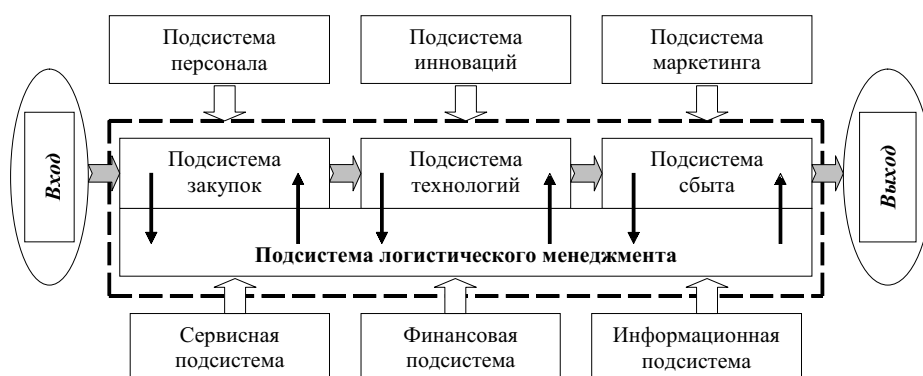 Подсистема
персонала
Подсистема
инноваций
Подсистема
маркетинга
Вход
Подсистема
закупок
Подсистема
технологий
Подсистема
сбыта
Выход
Подсистема логистического менеджмента
Сервисная
подсистема
Финансовая
подсистема
Информационная
подсистема